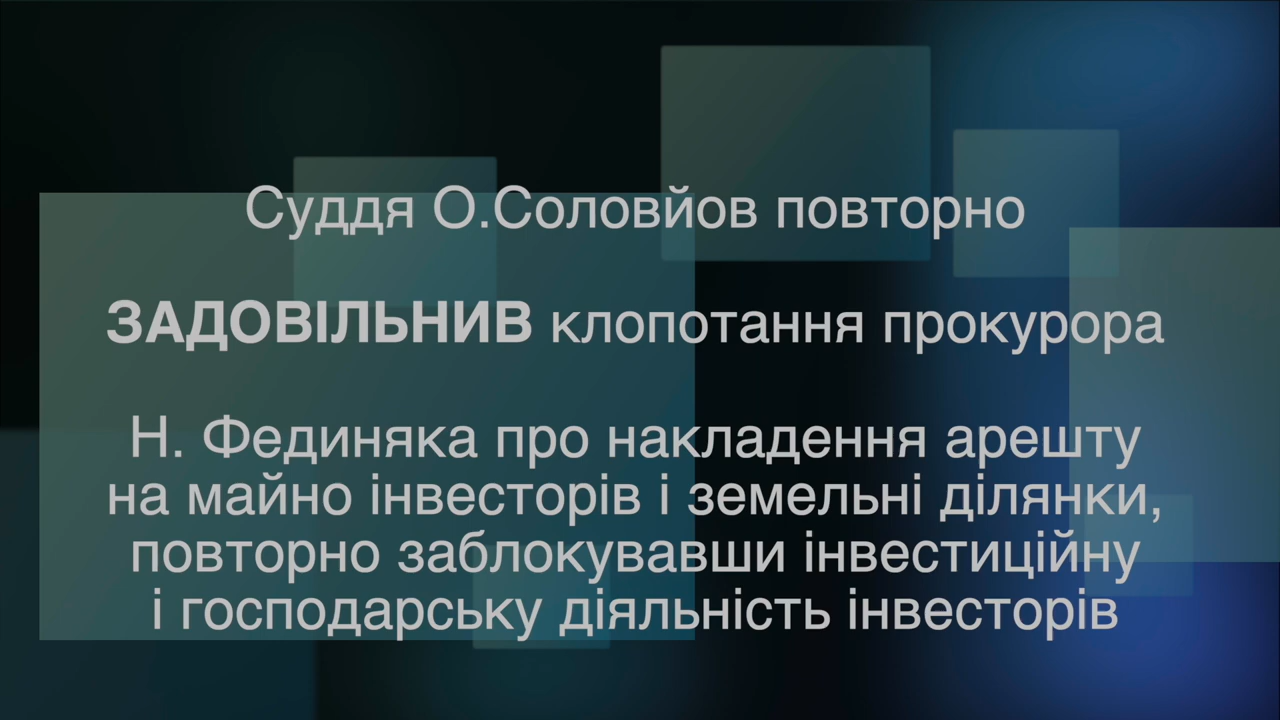 Суддя О.Соловйов повторно
ЗАДОВІЛЬНИВ клопотання прокурора
Н. Фединяка про накладення арешту
на майно інвесторів і земельні ділянки,
повторно заблокувавши інвестиційну
і господарську діяльність інвесторів